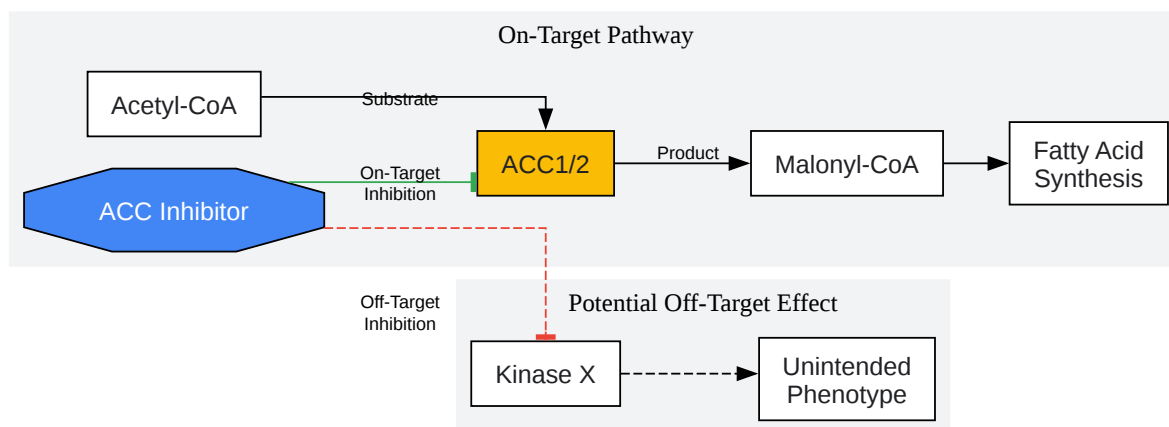 On-Target Pathway
Acetyl-CoA
Substrate
ACC1/2
Product
Malonyl-CoA
Fatty Acid
Synthesis
On-Target
Inhibition
ACC Inhibitor
Off-Target
Inhibition
Potential Off-Target Effect
Kinase X
Unintended
Phenotype